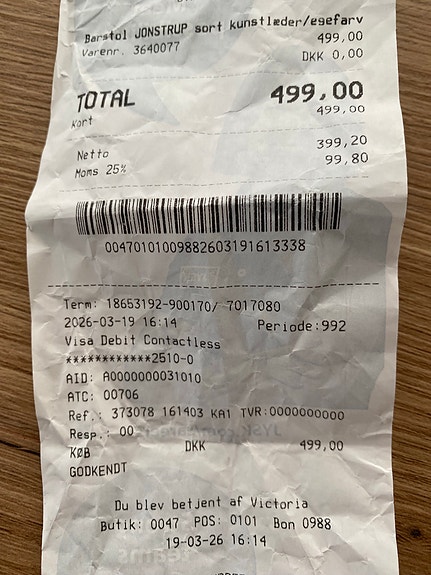 Barstol JONSTRUP sort kunstlæder/egefarv
499,00
Varenr. 3640077
DKK 0,00
TOTAL 499,00
Kort 499,00
Netto 399,20
Moms 25% 99,80
00470101009882603191613338
Term: 18653192-900170/ 7017080
2026-03-19 16:14 Periode:992
Visa Debit Contactless
************2510-0
AID: A0000000031010
ATC: 00706
Ref.: 373078 161403 KA1 TVR:0000000000
Resp.: 00
KØB DKK 499,00
GODKENDT
Du blev betjent af Victoria
Butik: 0047 POS: 0101 Bon 0988
19-03-26 16:14